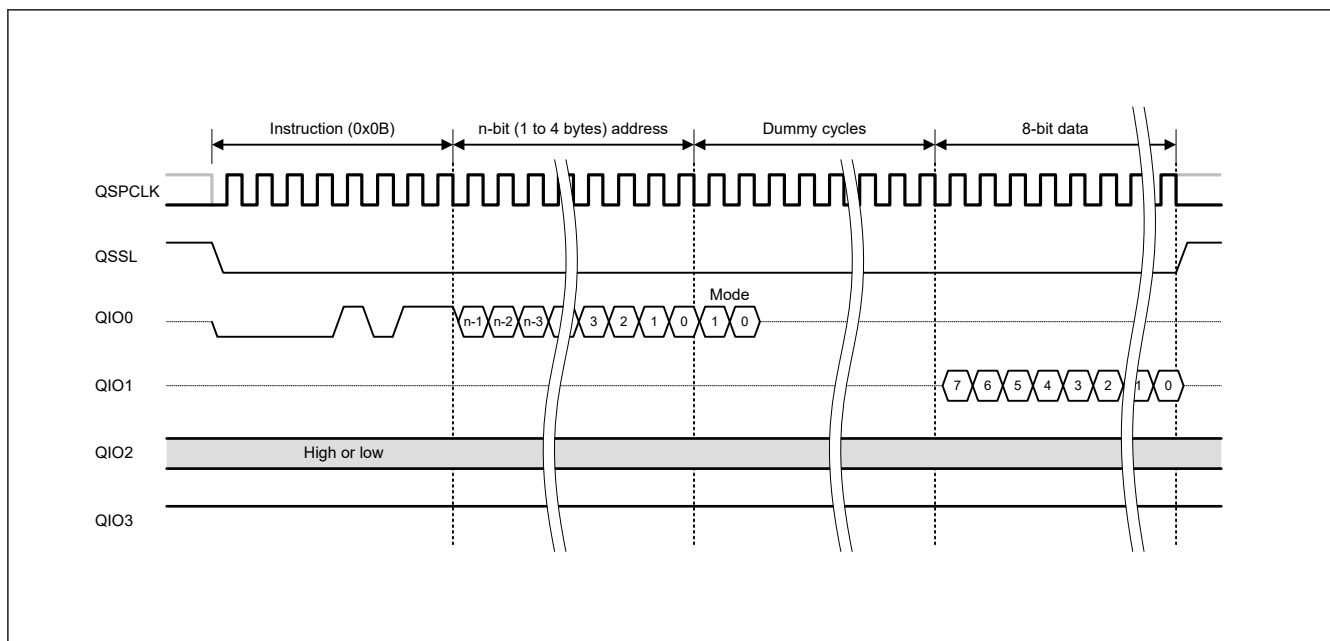 Instruction (0x0B) n-bit (1 to 4 bytes) address Dummy cycles 8-bit data
QSPCLK
QSSL
Mode
QIO0 n-1 n-2 n-3 3 2 1 0 1 0
QIO1 7 6 5 4 3 2 1 0
QIO2 High or low
QIO3